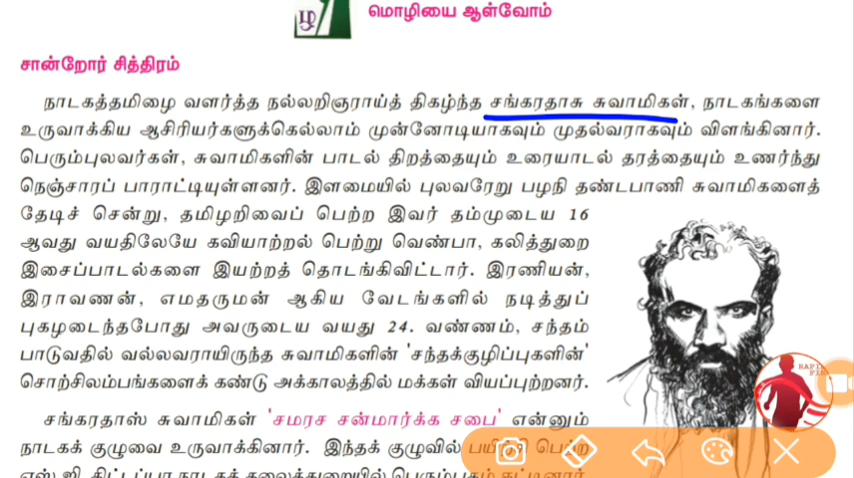 ழ
மொழியை ஆள்வோம்
சான்றோர் சித்திரம்
நாடகத்தமிழை வளர்த்த நல்லறிஞராய்த் திகழ்ந்த சங்கரதாசு சுவாமிகள், நாடகங்களை
உருவாக்கிய ஆசிரியர்களுக்கெல்லாம் முன்னோடியாகவும் முதல்வராகவும் விளங்கினார்.
பெரும்புலவர்கள், சுவாமிகளின் பாடல் திறத்தையும் உரையாடல் தரத்தையும் உணர்ந்து
நெஞ்சாரப் பாராட்டியுள்ளனர். இளமையில் புலவரேறு பழநி தண்டபாணி சுவாமிகளைத்
தேடிச் சென்று, தமிழறிவைப் பெற்ற இவர் தம்முடைய 16
ஆவது வயதிலேயே கவியாற்றல் பெற்று வெண்பா, கலித்துறை
இசைப்பாடல்களை இயற்றத் தொடங்கிவிட்டார். இரணியன்,
இராவணன், எமதருமன் ஆகிய வேடங்களில் நடித்துப்
புகழடைந்தபோது அவருடைய வயது 24. வண்ணம், சந்தம்
பாடுவதில் வல்லவராயிருந்த சுவாமிகளின் 'சந்தக்குழிப்புகளின்'
சொற்சிலம்பங்களைக் கண்டு அக்காலத்தில் மக்கள் வியப்புற்றனர்.
சங்கரதாஸ் சுவாமிகள் 'சமரச சன்மார்க்க சபை' என்னும்
நாடகக் குழுவை உருவாக்கினார். இந்தக் குழுவில் பயிற்சி பெற்ற